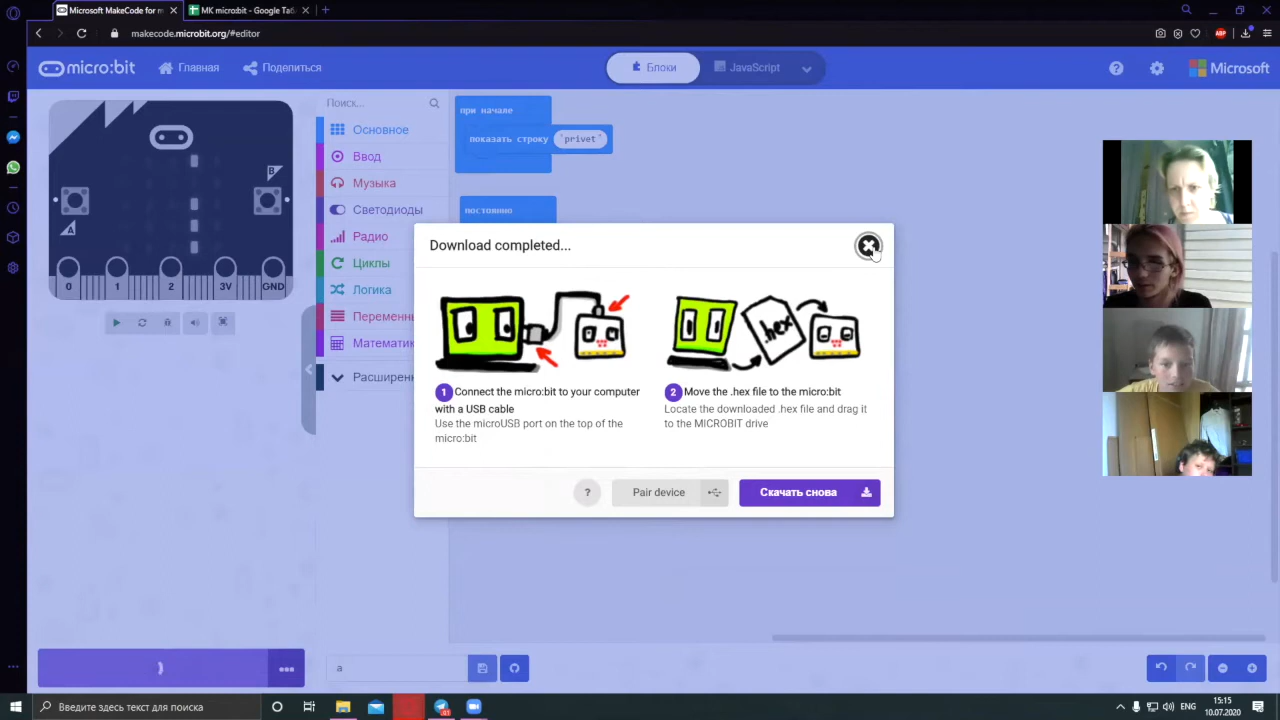 Microsoft MakeCode for m
MK micro:bit - Google Таб
makecode.microbit.org/#editor
micro:bit
Главная
Поделиться
Блоки
JavaScript
Microsoft
B
A
0
1
2
3V
GND
Поиск...
Основное
Ввод
Музыка
Светодиоды
Радио
Циклы
Логика
Переменн
Математик
Расширен
при начале
показать строку "privet"
постоянно
Download completed...
.hex
1 Connect the micro:bit to your computer
with a USB cable
Use the microUSB port on the top of the
micro:bit
2 Move the .hex file to the micro:bit
Locate the downloaded .hex file and drag it
to the MICROBIT drive
?
Pair device
Скачать снова
a
Введите здесь текст для поиска
ENG
15:15
10.07.2020